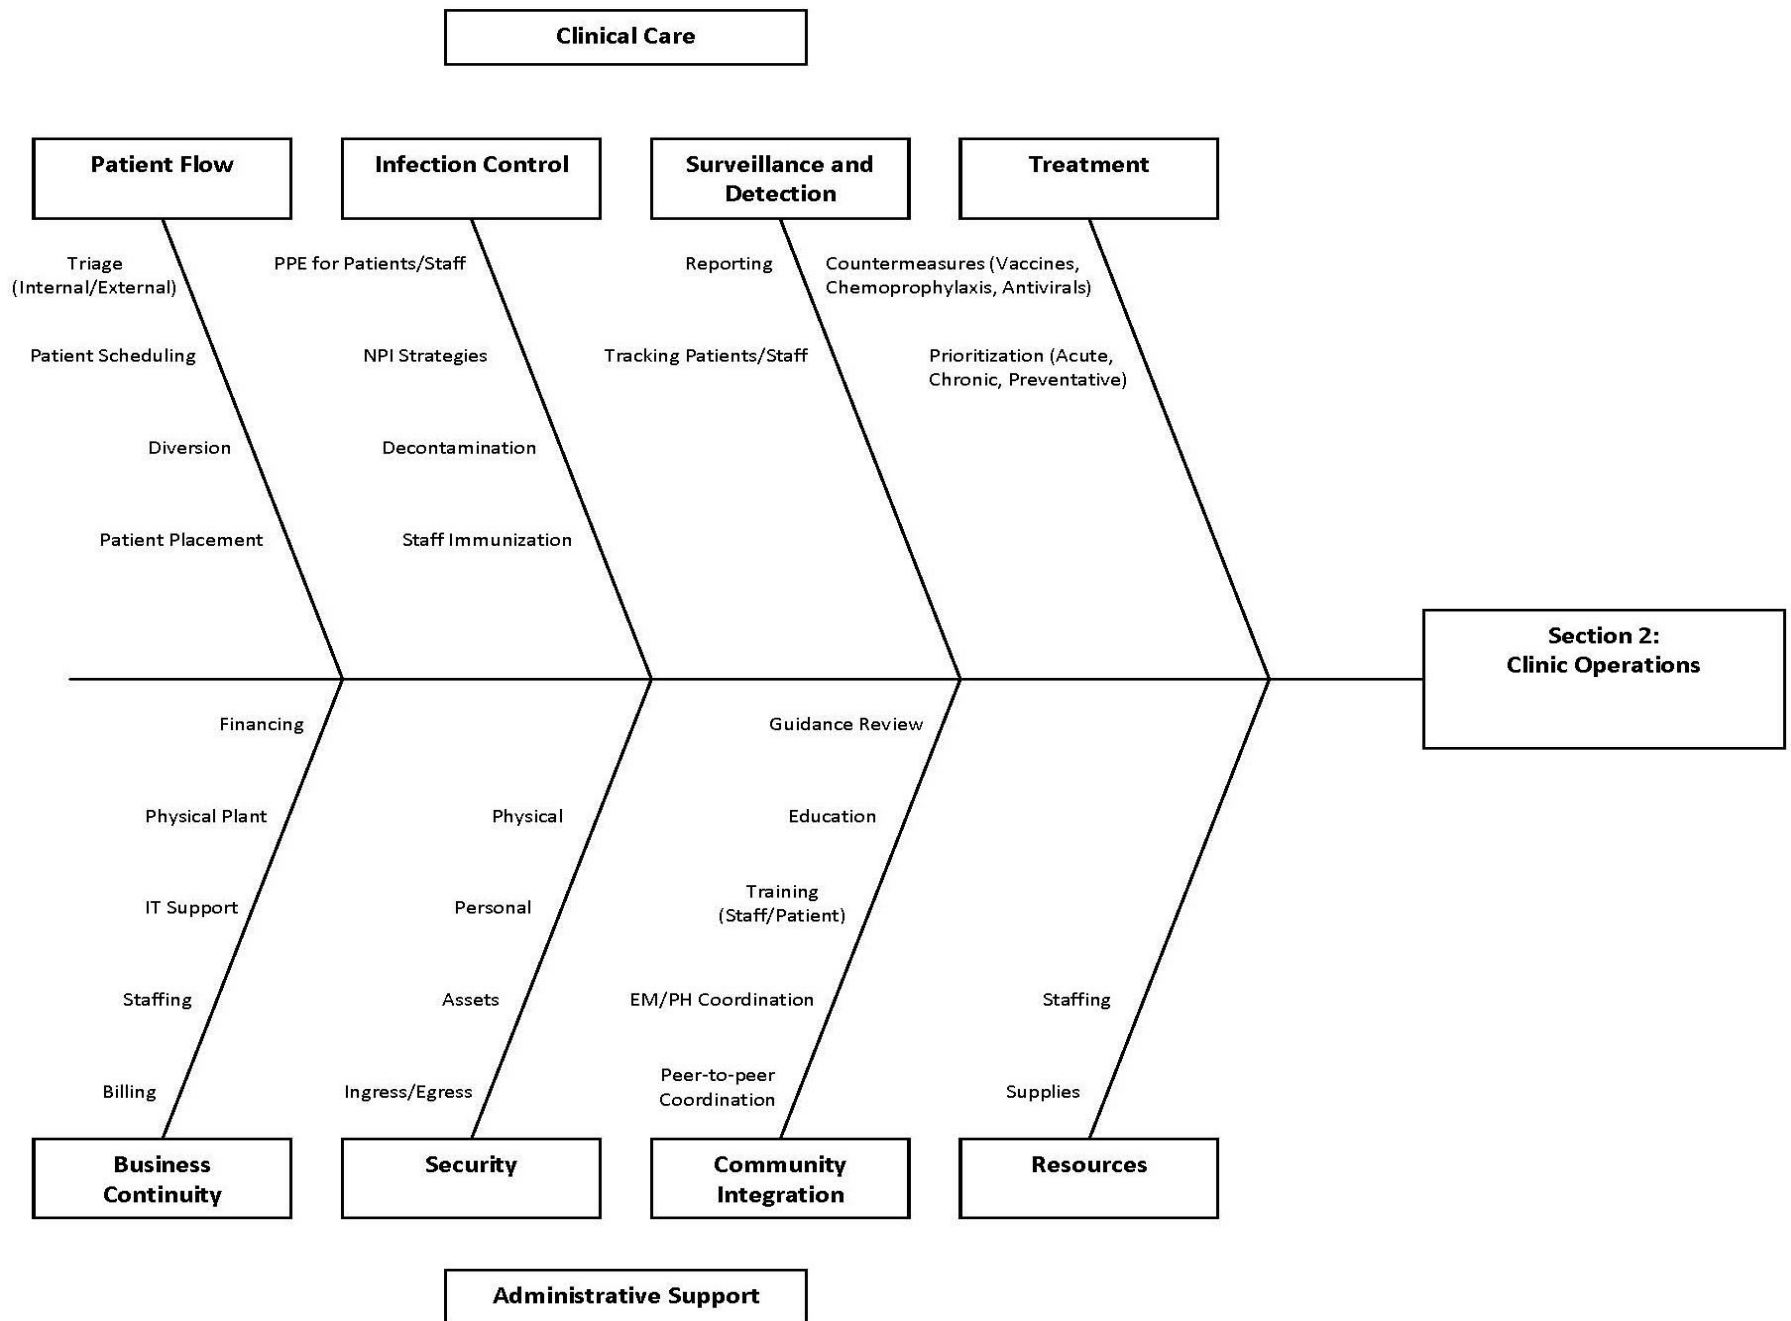 Clinical Care
Patient Flow
Infection Control
Surveillance and
Detection
Treatment
Triage
(Internal/External)
Patient Scheduling
Diversion
Patient Placement
PPE for Patients/Staff
NPI Strategies
Decontamination
Staff Immunization
Reporting
Tracking Patients/Staff
Countermeasures (Vaccines,
Chemoprophylaxis, Antivirals)
Prioritization (Acute,
Chronic, Preventative)
Section 2:
Clinic Operations
Financing
Physical Plant
IT Support
Staffing
Billing
Physical
Personal
Assets
Ingress/Egress
Guidance Review
Education
Training
(Staff/Patient)
EM/PH Coordination
Peer-to-peer
Coordination
Staffing
Supplies
Business
Continuity
Security
Community
Integration
Resources
Administrative Support